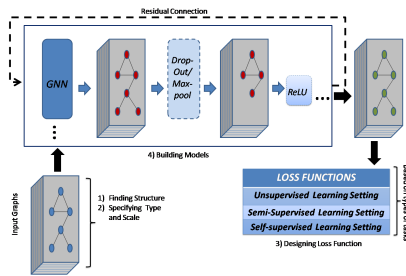 Residual Connection
GNN
Drop-
Out/
Max-
pool
ReLU
...
...
4) Building Models
Input Graphs
1) Finding Structure
2) Specifying Type
and Scale
LOSS FUNCTIONS
Unsupervised Learning Setting
Semi-Supervised Learning Setting
Self-supervised Learning Setting
3) Designing Loss Function